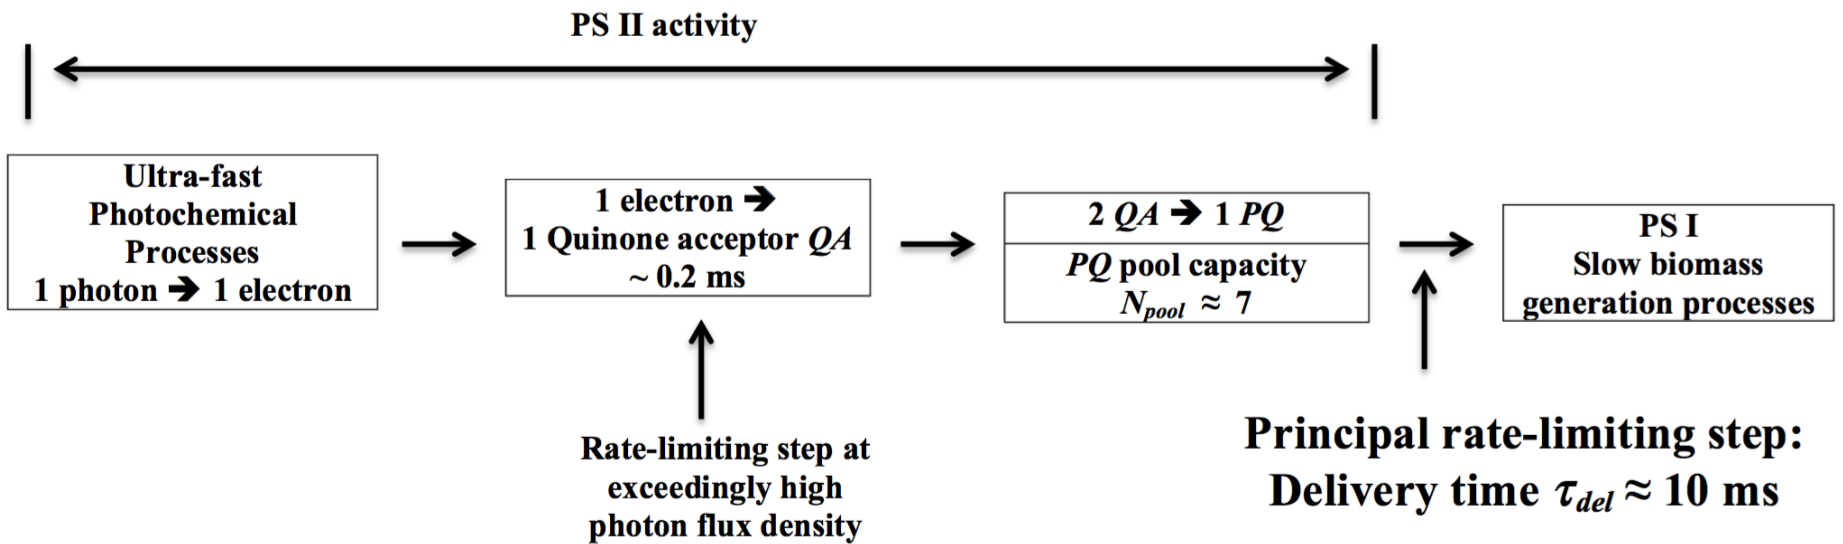 PS II activity
Ultra-fast
Photochemical
Processes
1 photon ➔ 1 electron
1 electron ➔
1 Quinone acceptor QA
~ 0.2 ms
2 QA ➔ 1 PQ
PQ pool capacity
Npool ≈ 7
PS I
Slow biomass
generation processes
Rate-limiting step at
exceedingly high
photon flux density
Principal rate-limiting step:
Delivery time τdel ≈ 10 ms